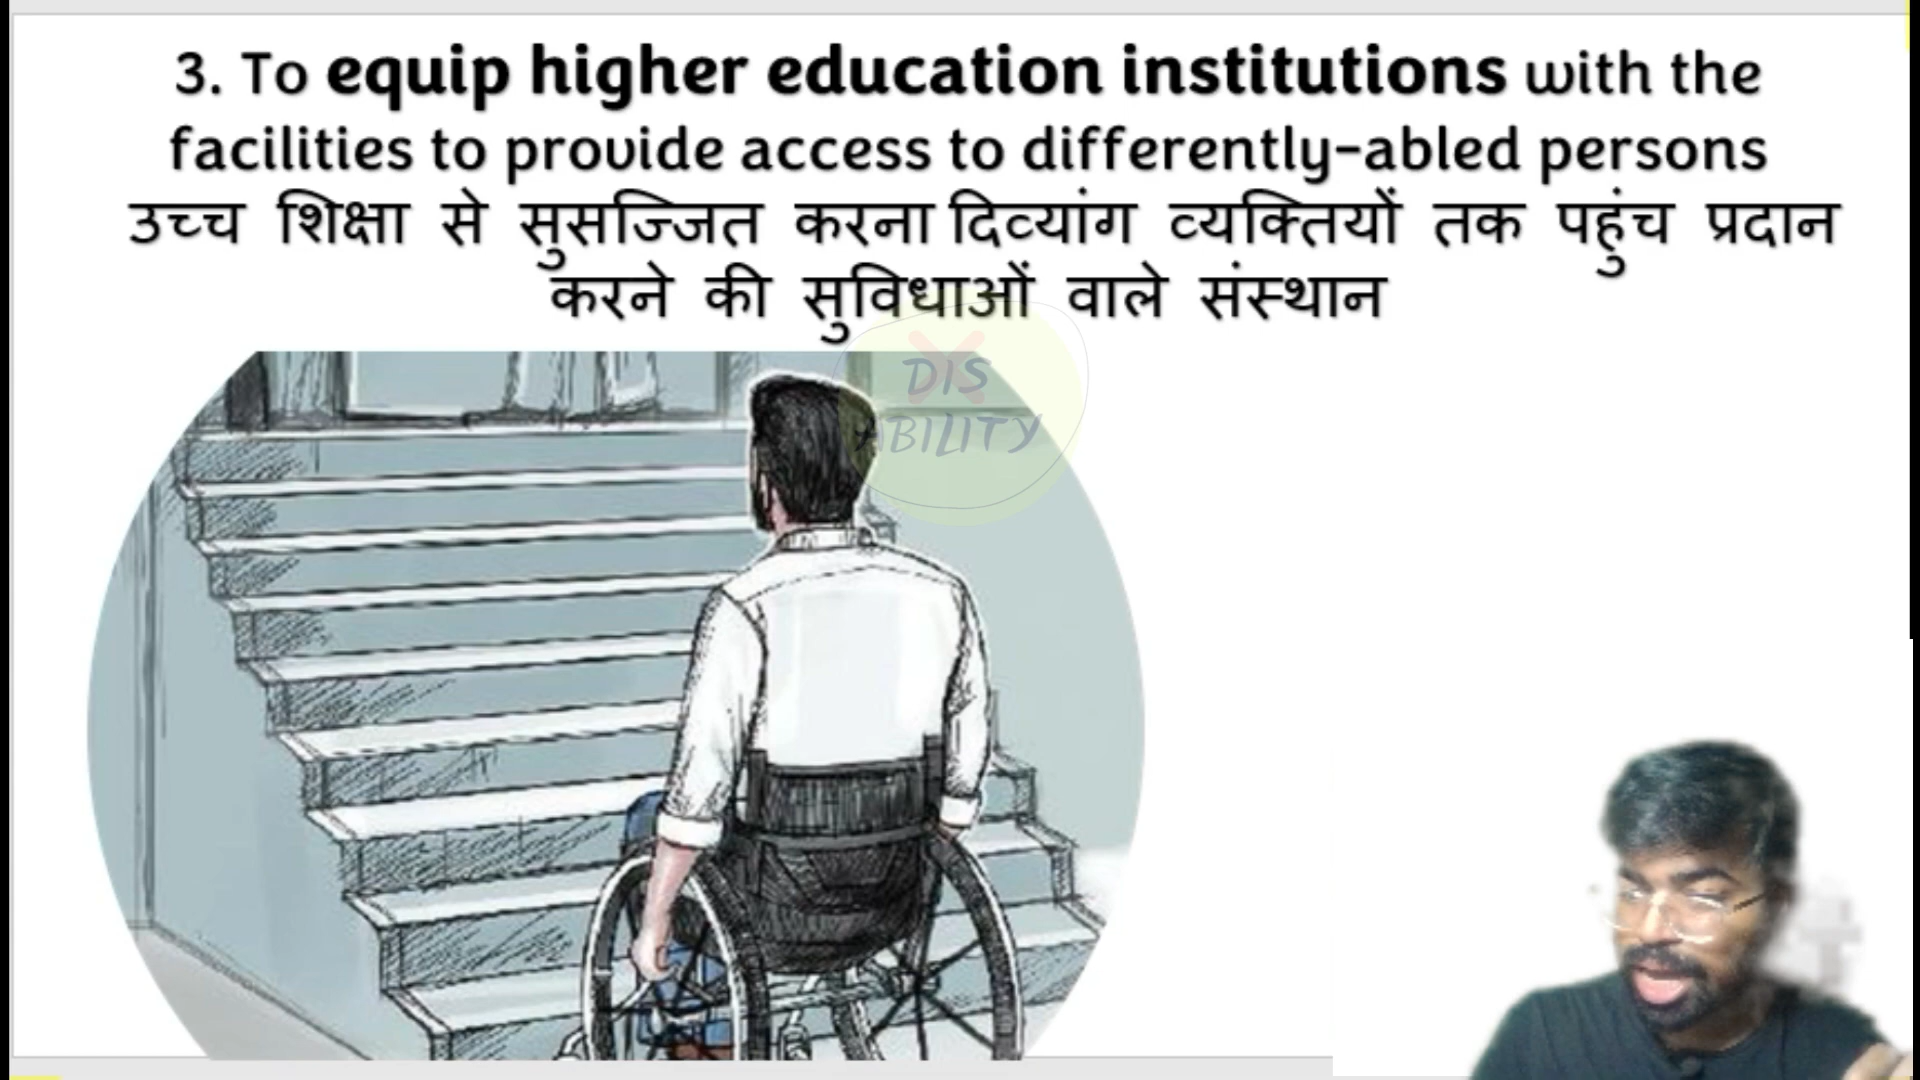 3. To equip higher education institutions with the
facilities to provide access to differently-abled persons
उच्च शिक्षा से सुसज्जित करना दिव्यांग व्यक्तियों तक पहुंच प्रदान
करने की सुविधाओं वाले संस्थान
DIS
ABILITY